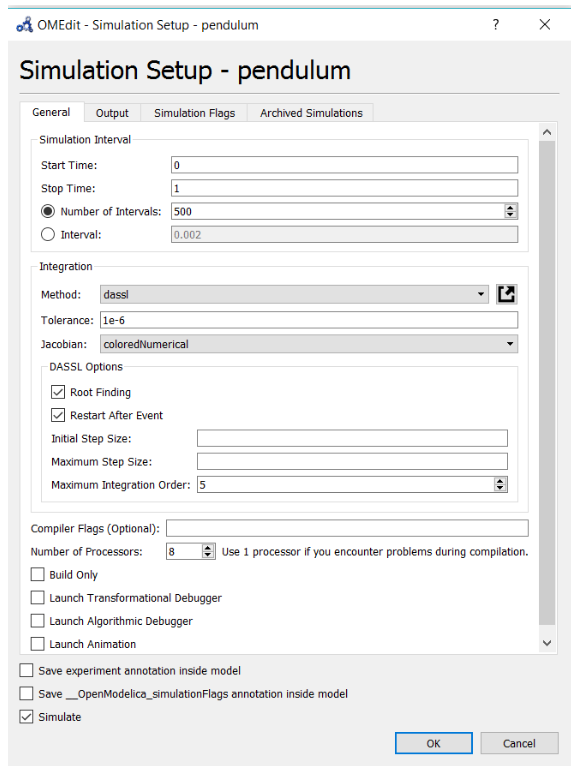 OMEdit - Simulation Setup - pendulum ?
Simulation Setup - pendulum
General Output Simulation Flags Archived Simulations
Simulation Interval
Start Time: 0
Stop Time: 1
Number of Intervals: 500
Interval: 0.002
Integration
Method: dassl
Tolerance: 1e-6
Jacobian: coloredNumerical
DASSL Options
Root Finding
Restart After Event
Initial Step Size:
Maximum Step Size:
Maximum Integration Order: 5
Compiler Flags (Optional):
Number of Processors: 8 Use 1 processor if you encounter problems during compilation.
Build Only
Launch Transformational Debugger
Launch Algorithmic Debugger
Launch Animation
Save experiment annotation inside model
Save __OpenModelica_simulationFlags annotation inside model
Simulate
OK Cancel